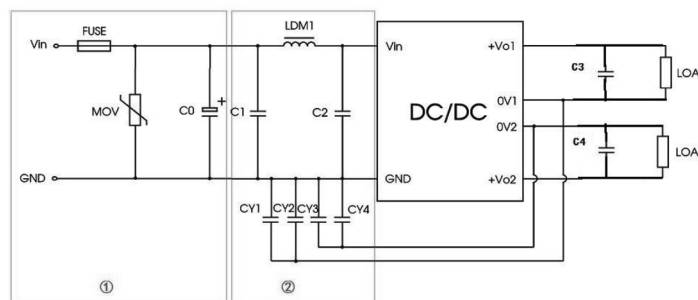 FUSE
LDM1
Vin
Vin
+Vo1
C3
LOA
MOV
C0
+
C1
C2
DC/DC
0V1
0V2
C4
LOA
GND
GND
+Vo2
CY1
CY2
CY3
CY4
①
②